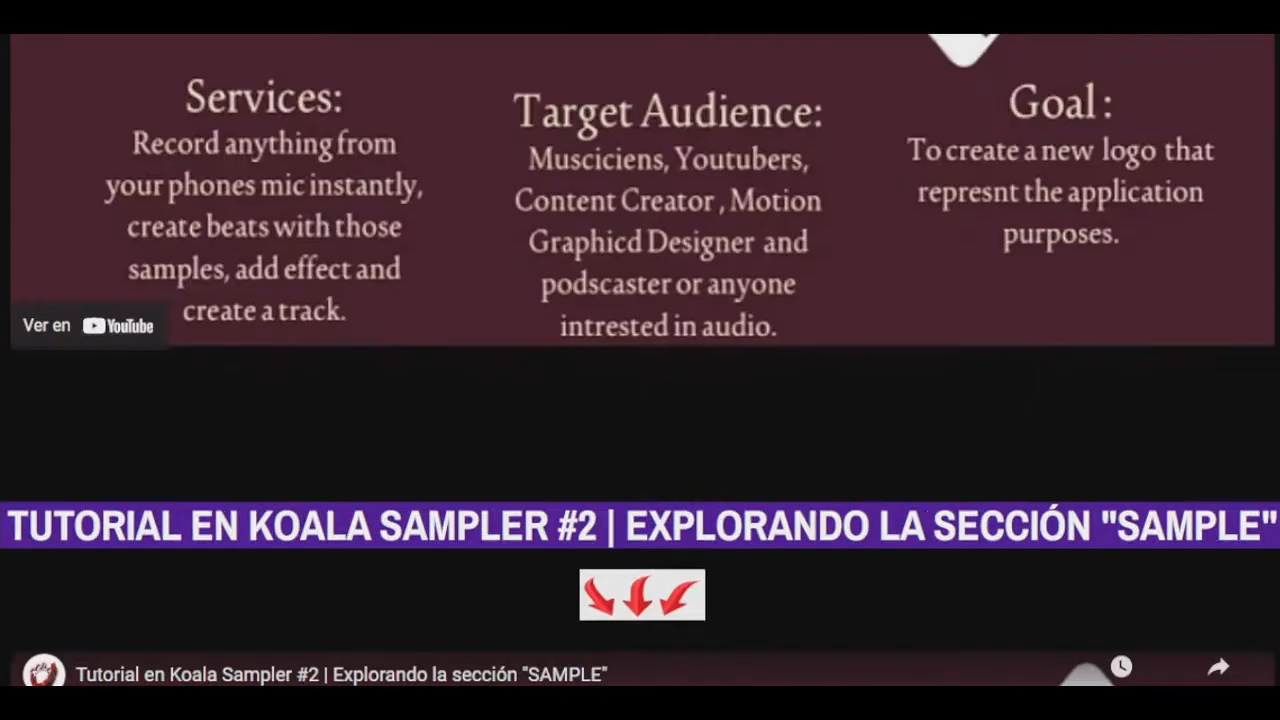 Services:
Record anything from
your phones mic instantly,
create beats with those
samples, add effect and
create a track.
Target Audience:
Musciciens, Youtubers,
Content Creator , Motion
Graphicd Designer and
podscaster or anyone
intrested in audio.
Goal :
To create a new logo that
represnt the application
purposes.
Ver en YouTube
TUTORIAL EN KOALA SAMPLER #2 | EXPLORANDO LA SECCIÓN "SAMPLE"
Tutorial en Koala Sampler #2 | Explorando la sección "SAMPLE"